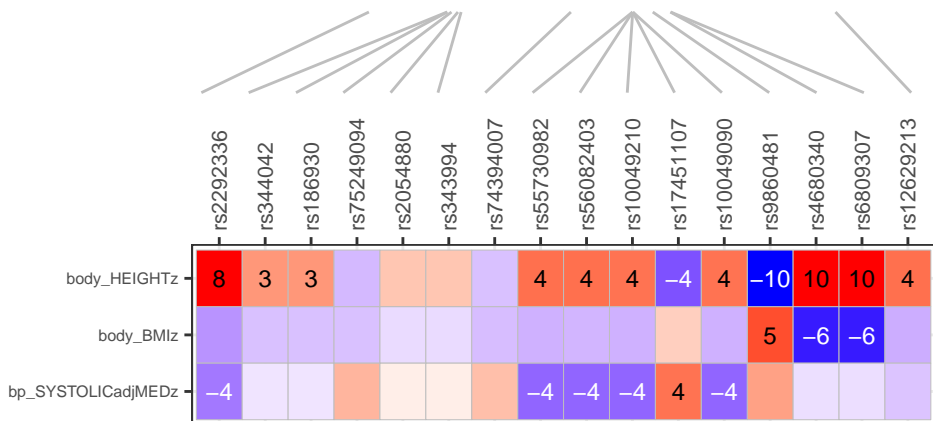 rs2292336
rs344042
rs186930
rs75249094
rs2054880
rs343994
rs74394007
rs55730982
rs56082403
rs10049210
rs17451107
rs10049090
rs9860481
rs4680340
rs6809307
rs12629213
body_HEIGHTz 8 3 3 4 4 4 −4 4 −10 10 10 4
body_BMIz 5 −6 −6
bp_SYSTOLICadjMEDz −4 −4 −4 −4 4 −4